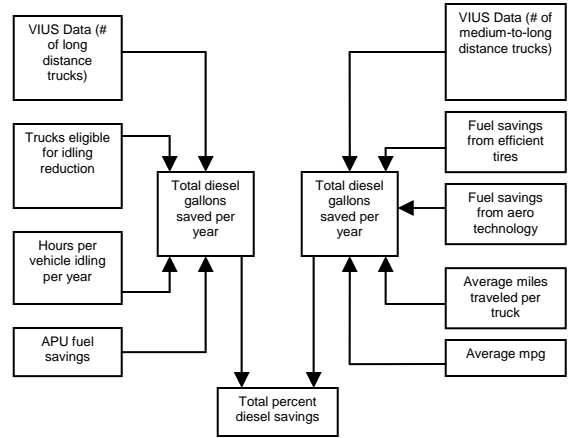 VIUS Data (#
of long
distance
trucks)
Trucks eligible
for idling
reduction
Hours per
vehicle idling
per year
APU fuel
savings
Total diesel
gallons
saved per
year
Total diesel
gallons
saved per
year
VIUS Data (# of
medium-to-long
distance trucks)
Fuel savings
from efficient
tires
Fuel savings
from aero
technology
Average miles
traveled per
truck
Average mpg
Total percent
diesel savings